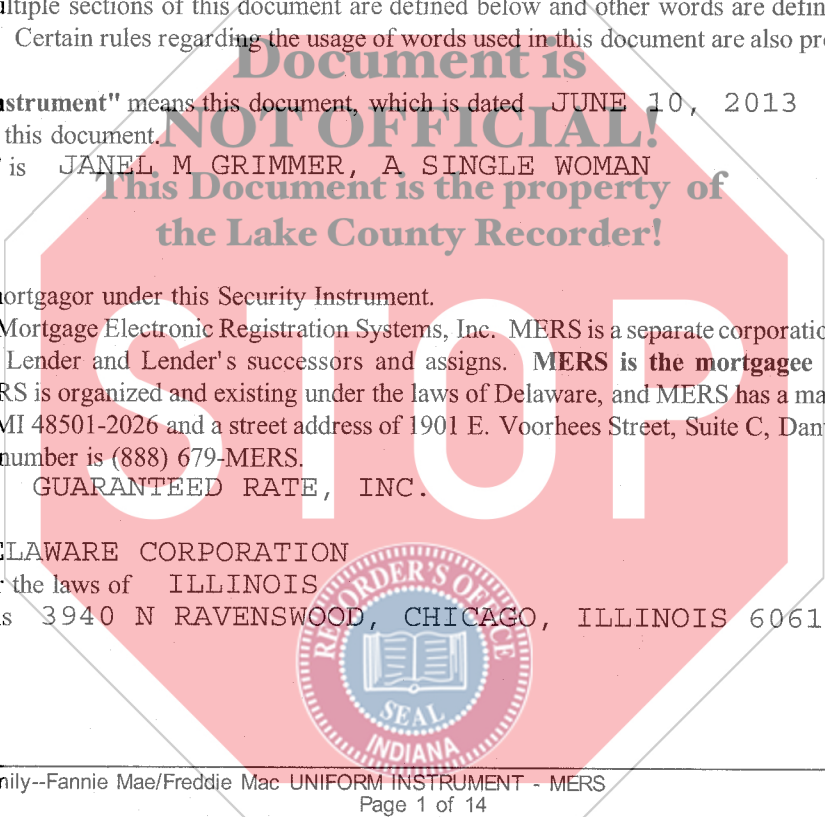 ultiple sections of this document are defined below and other words are defin
Certain rules regarding the usage of words used in this document are also pro
Document is
nstrument" means this document, which is dated JUNE 10, 2013
this document.
NOT OFFICIAL!
is JANEL M GRIMMER, A SINGLE WOMAN
This Document is the property of
the Lake County Recorder!
ortgagor under this Security Instrument.
Mortgage Electronic Registration Systems, Inc. MERS is a separate corporatio
Lender and Lender's successors and assigns. MERS is the mortgagee
RS is organized and existing under the laws of Delaware, and MERS has a ma
MI 48501-2026 and a street address of 1901 E. Voorhees Street, Suite C, Dan
number is (888) 679-MERS.
STOP
GUARANTEED RATE, INC.
ELAWARE CORPORATION
r the laws of ILLINOIS
s 3940 N RAVENSWOOD, CHICAGO, ILLINOIS 6061
RECORDER'S OFFICE
SEAL
INDIANA
mily--Fannie Mae/Freddie Mac UNIFORM INSTRUMENT - MERS
Page 1 of 14